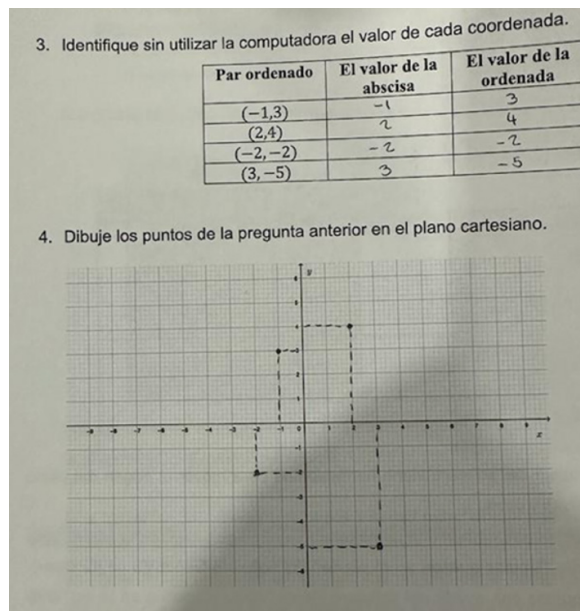 3. Identifique sin utilizar la computadora el valor de cada coordenada.
Par ordenado El valor de la abscisa El valor de la ordenada
(−1,3) -1 3
(2,4) 2 4
(−2,−2) -2 -2
(3,−5) 3 -5
4. Dibuje los puntos de la pregunta anterior en el plano cartesiano.
y
x